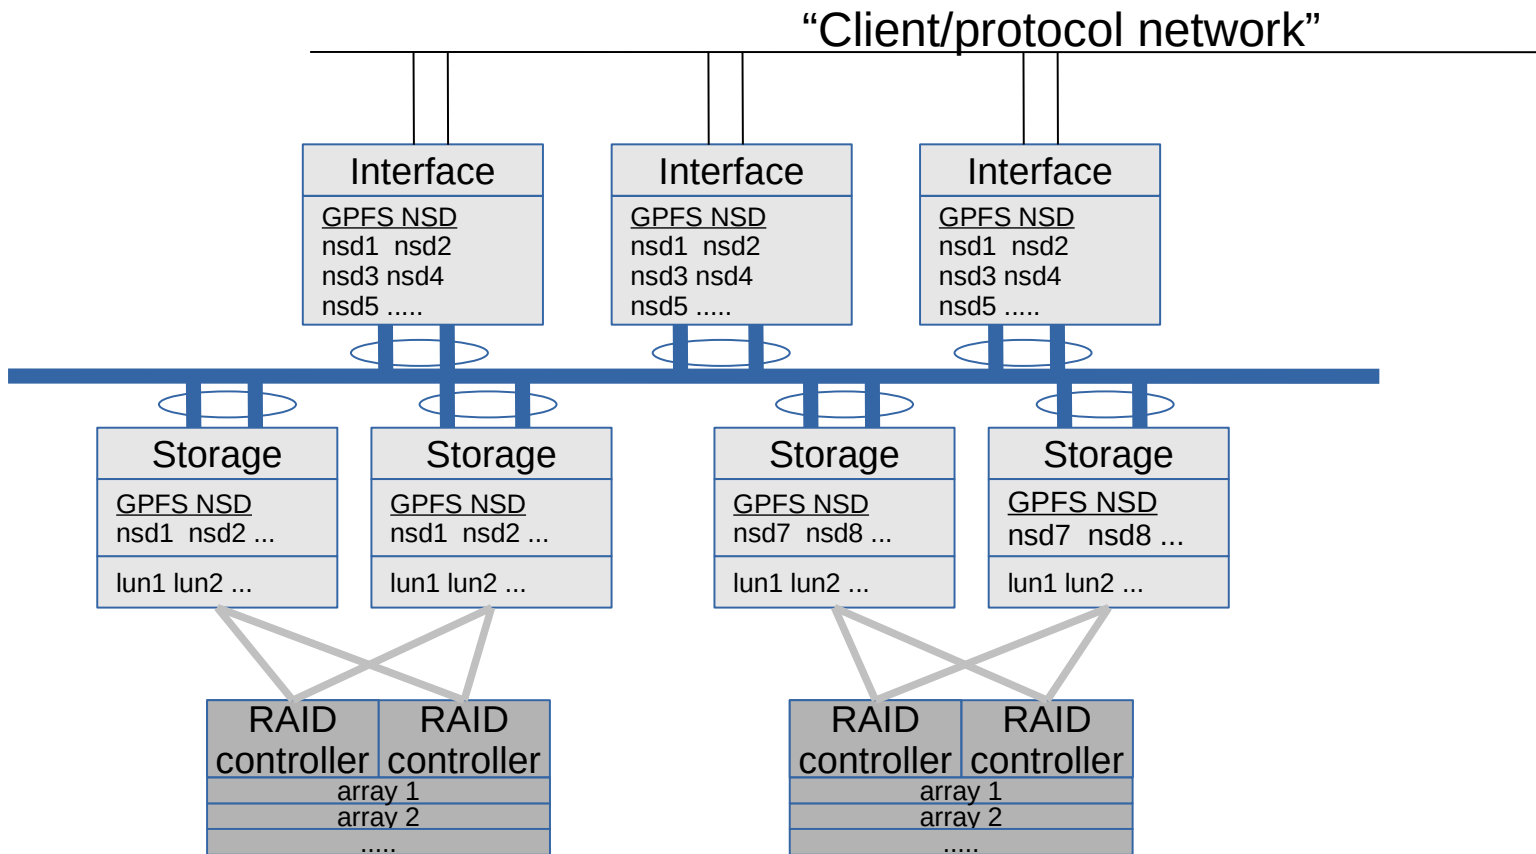 “Client/protocol network”
Interface
GPFS NSD
nsd1  nsd2
nsd3 nsd4
nsd5 .....
Interface
GPFS NSD
nsd1  nsd2
nsd3 nsd4
nsd5 .....
Interface
GPFS NSD
nsd1  nsd2
nsd3 nsd4
nsd5 .....
Storage
GPFS NSD
nsd1  nsd2 ...
lun1 lun2 ...
Storage
GPFS NSD
nsd1  nsd2 ...
lun1 lun2 ...
Storage
GPFS NSD
nsd7  nsd8 ...
lun1 lun2 ...
Storage
GPFS NSD
nsd7  nsd8 ...
lun1 lun2 ...
RAID
controller
RAID
controller
array 1
array 2
.....
RAID
controller
RAID
controller
array 1
array 2
.....